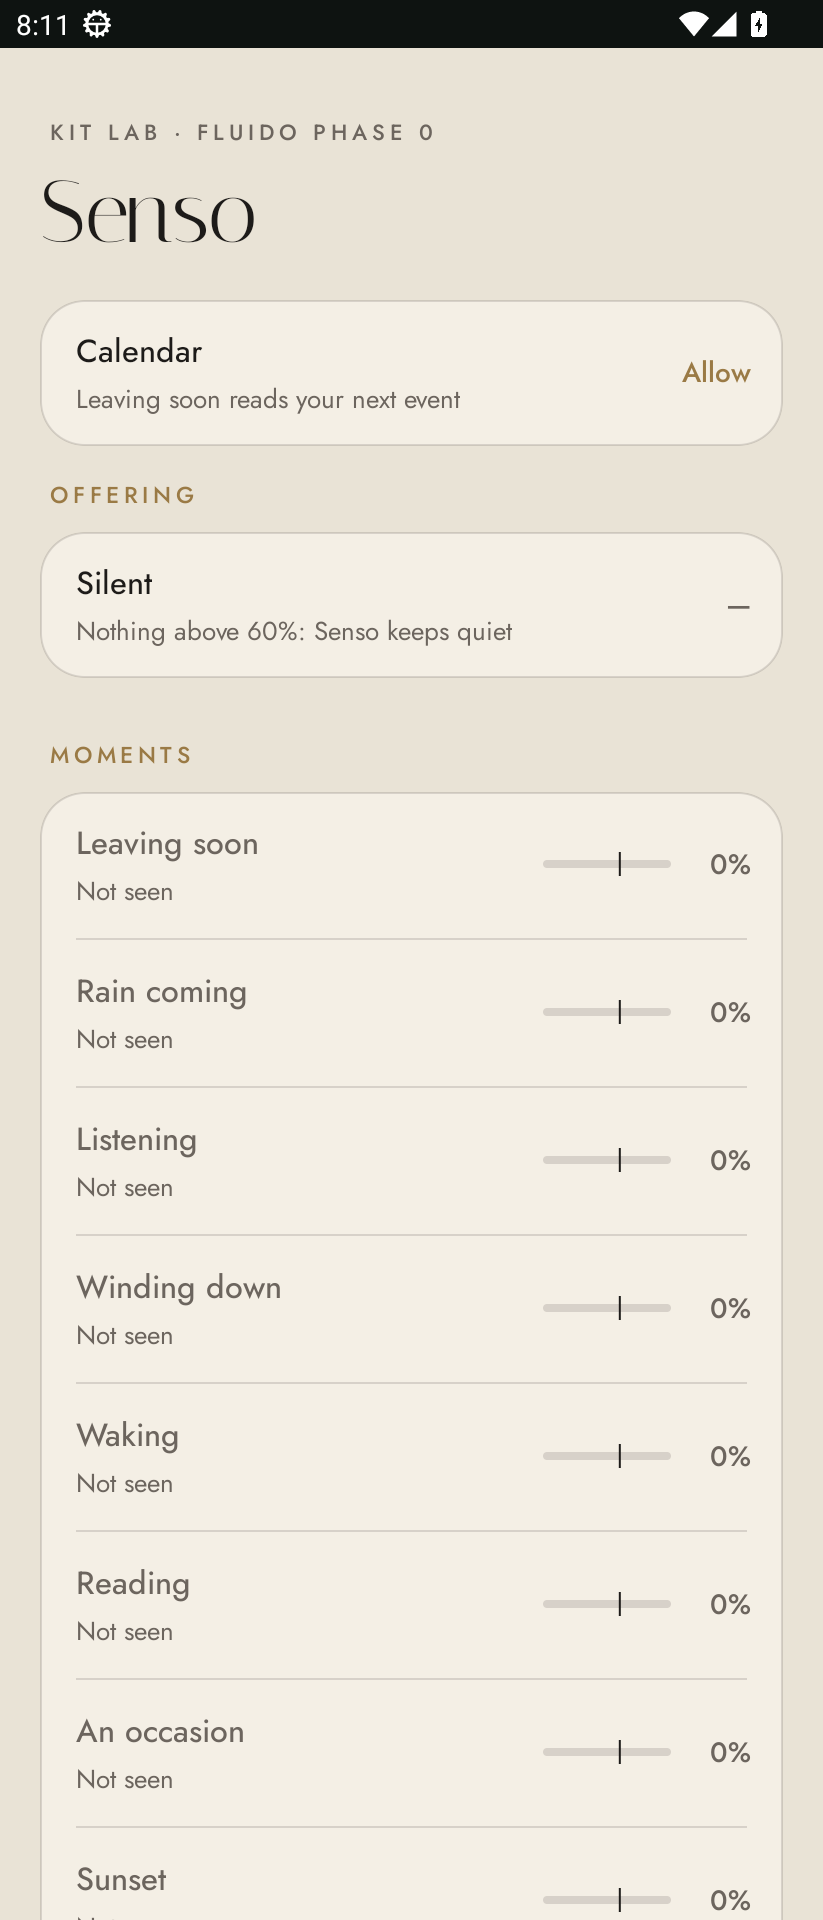 8:11
KIT LAB · FLUIDO PHASE 0
Senso
Calendar
Allow
Leaving soon reads your next event
OFFERING
Silent
—
Nothing above 60%: Senso keeps quiet
MOMENTS
Leaving soon
0%
Not seen
Rain coming
0%
Not seen
Listening
0%
Not seen
Winding down
0%
Not seen
Waking
0%
Not seen
Reading
0%
Not seen
An occasion
0%
Not seen
Sunset
0%